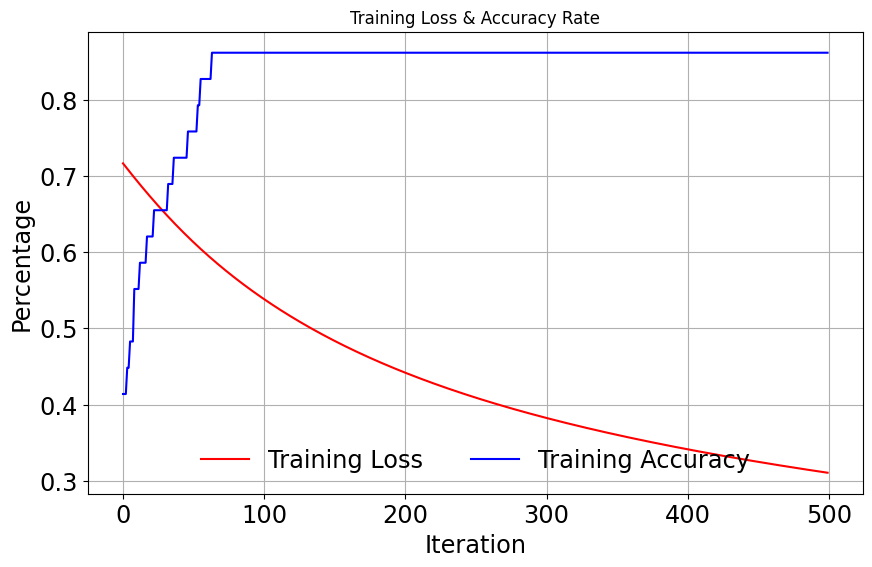 Training Loss & Accuracy Rate
Percentage
0.8
0.7
0.6
0.5
0.4
0.3
Training Loss Training Accuracy
0 100 200 300 400 500
Iteration